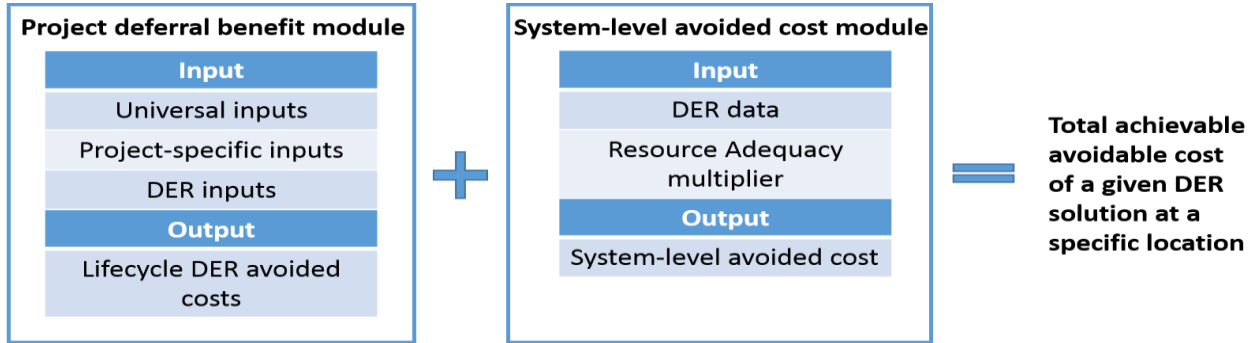 Project deferral benefit module
Input
Universal inputs
Project-specific inputs
DER inputs
Output
Lifecycle DER avoided
costs
+
System-level avoided cost module
Input
DER data
Resource Adequacy
multiplier
Output
System-level avoided cost
=
Total achievable
avoidable cost
of a given DER
solution at a
specific location